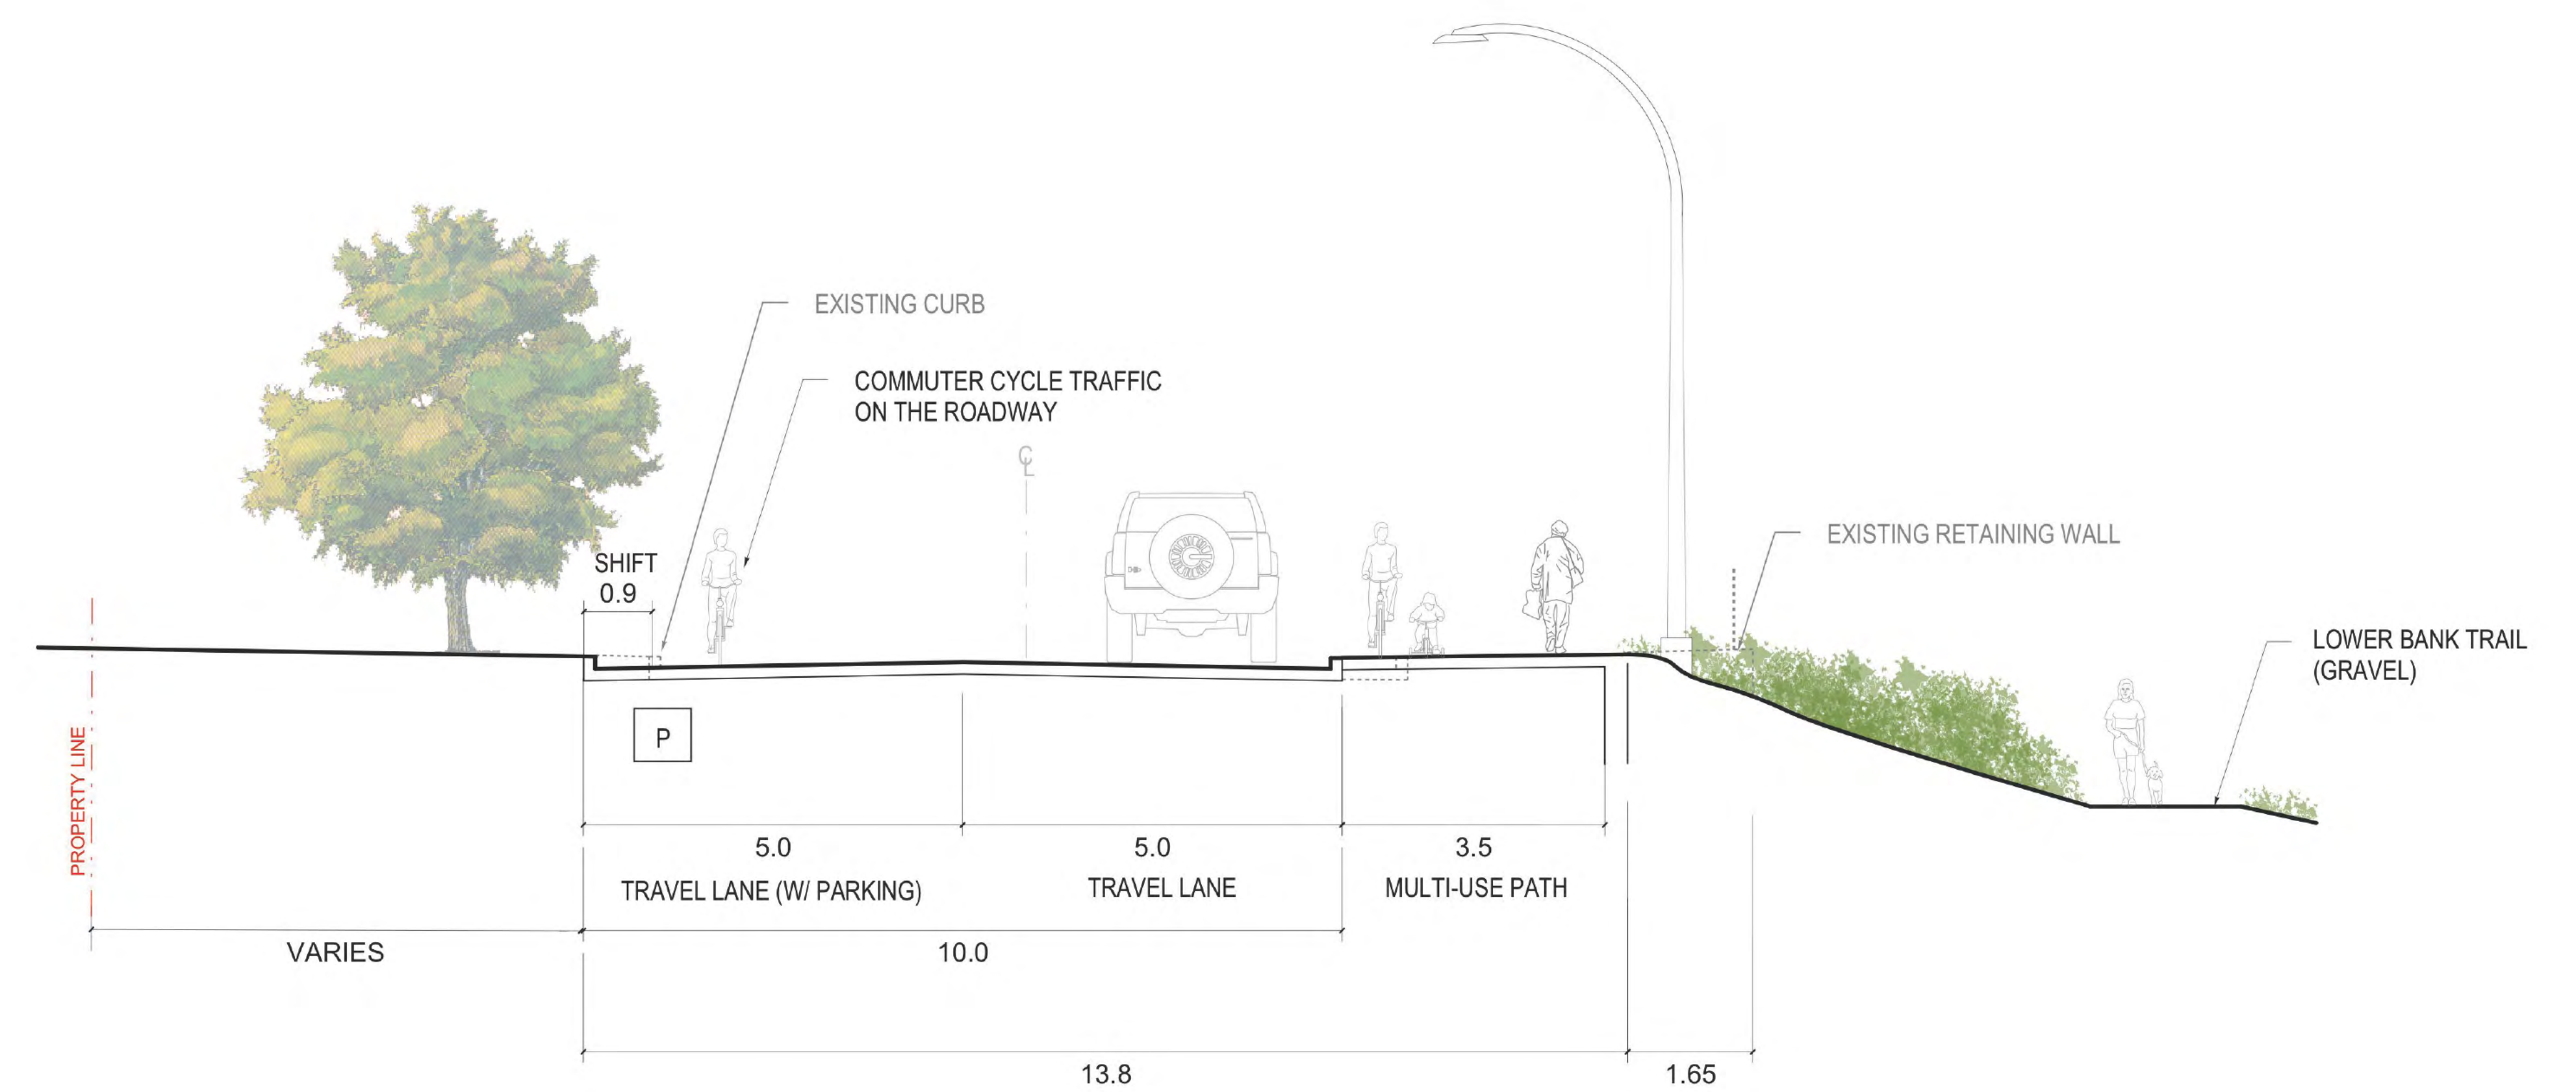 EXISTING CURB
COMMUTER CYCLE TRAFFIC
ON THE ROADWAY
CL
SHIFT
0.9
EXISTING RETAINING WALL
LOWER BANK TRAIL
(GRAVEL)
PROPERTY LINE
P
5.0
5.0
3.5
TRAVEL LANE (W/ PARKING)
TRAVEL LANE
MULTI-USE PATH
VARIES
10.0
13.8
1.65